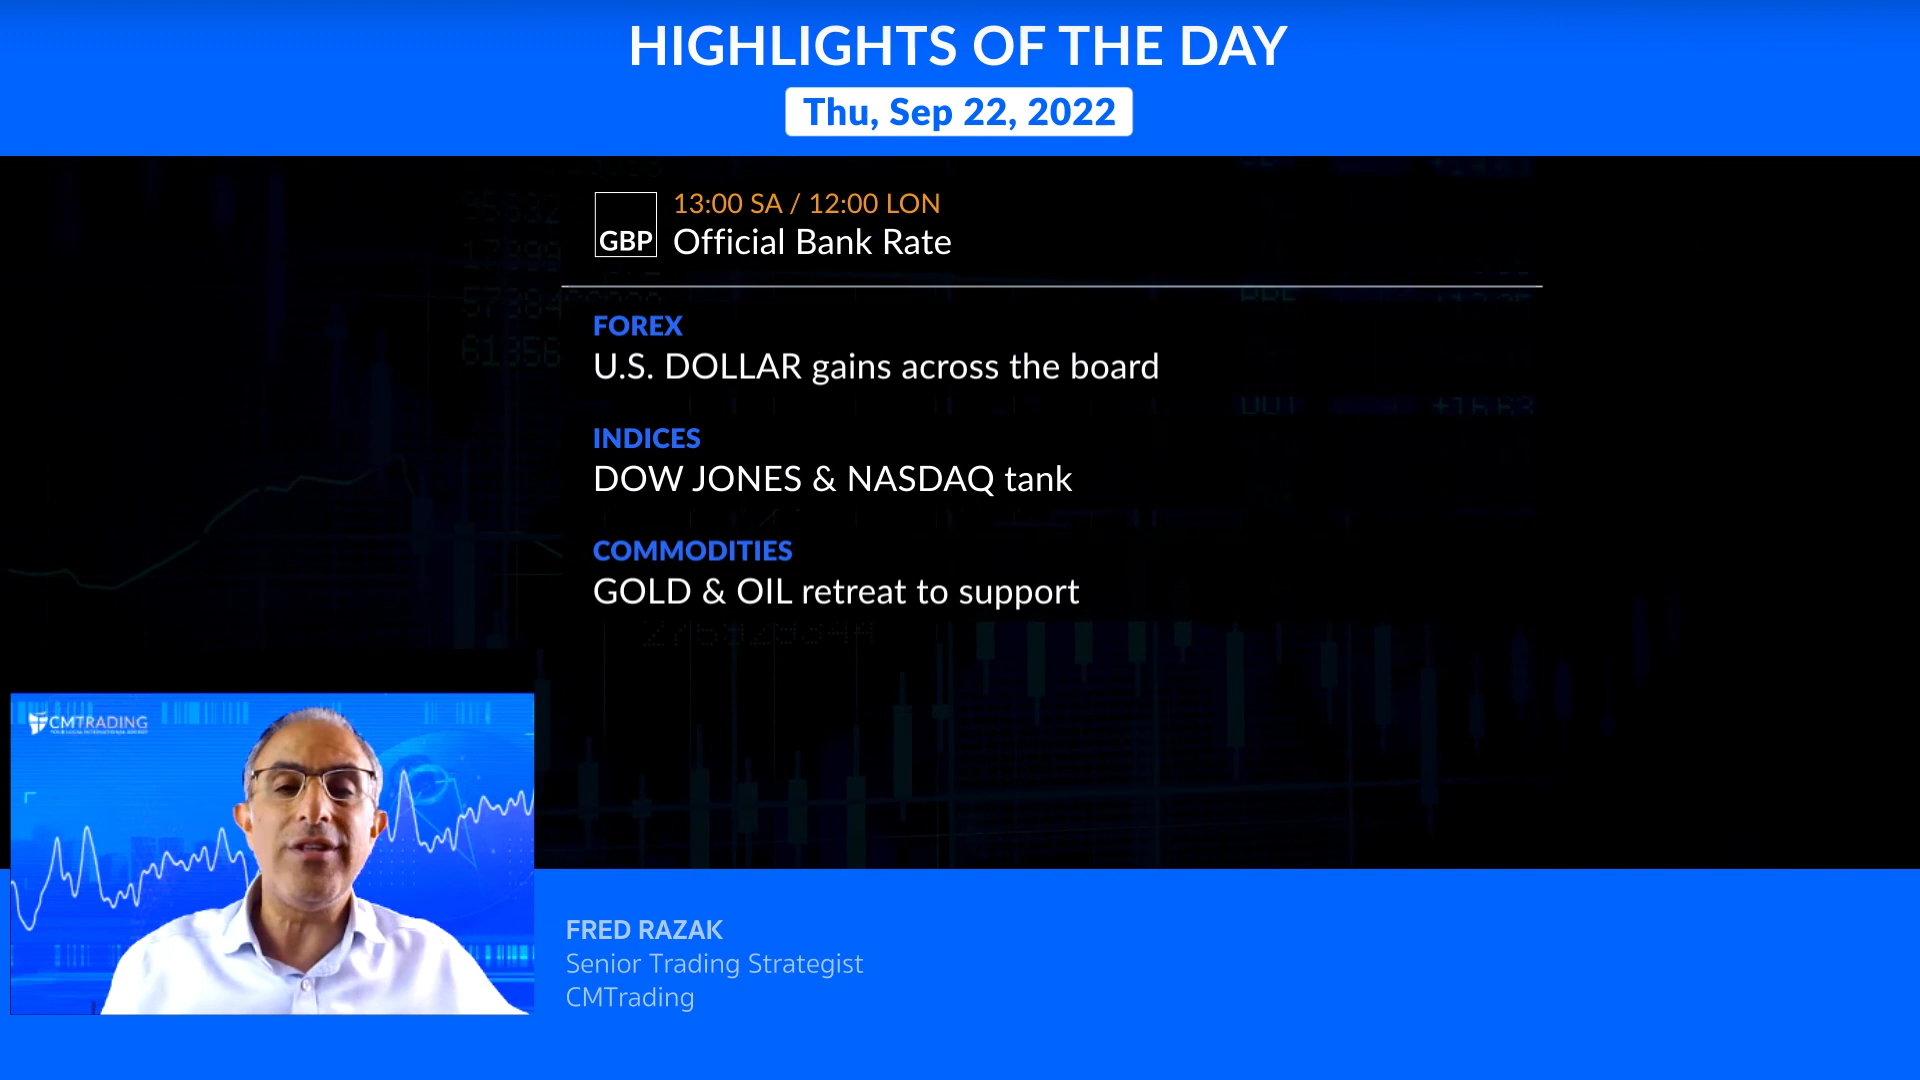 HIGHLIGHTS OF THE DAY
Thu, Sep 22, 2022
13:00 SA / 12:00 LON
GBP
Official Bank Rate
FOREX
U.S. DOLLAR gains across the board
INDICES
DOW JONES & NASDAQ tank
COMMODITIES
GOLD & OIL retreat to support
CMTRADING
FRED RAZAK
Senior Trading Strategist
CMTrading